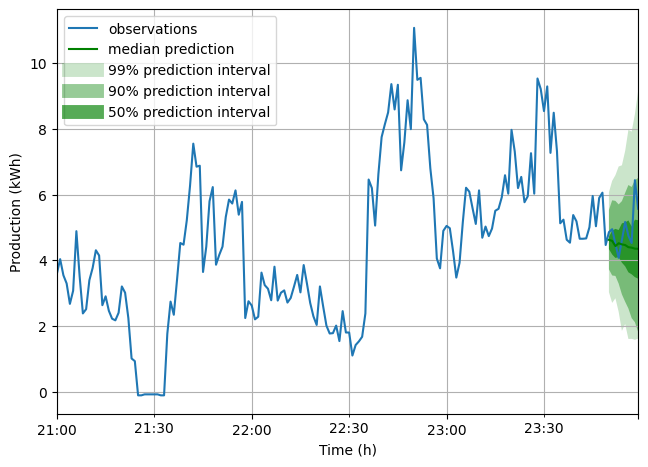 observations
median prediction
99% prediction interval
90% prediction interval
50% prediction interval
Production (kWh)
10
8
6
4
2
0
21:00
21:30
22:00
22:30
23:00
23:30
Time (h)